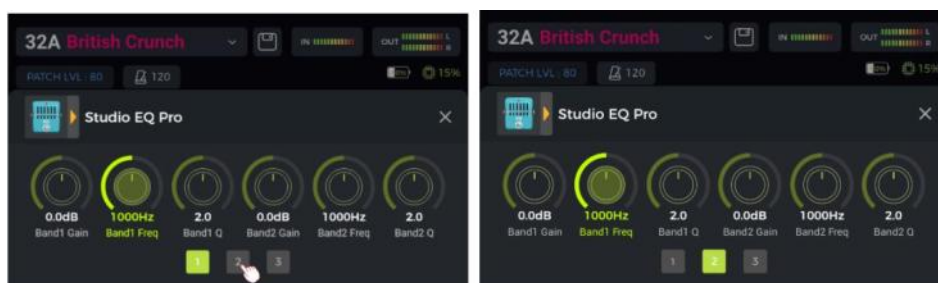 32A British Crunch
IN
OUT
L
R
PATCH LVL : 80
120
0%
15%
Studio EQ Pro
0.0dB
1000Hz
2.0
0.0dB
1000Hz
2.0
Band1 Gain
Band1 Freq
Band1 Q
Band2 Gain
Band2 Freq
Band2 Q
1
2
3
32A British Crunch
IN
OUT
L
R
PATCH LVL : 80
120
0%
15%
Studio EQ Pro
0.0dB
1000Hz
2.0
0.0dB
1000Hz
2.0
Band1 Gain
Band1 Freq
Band1 Q
Band2 Gain
Band2 Freq
Band2 Q
1
2
3